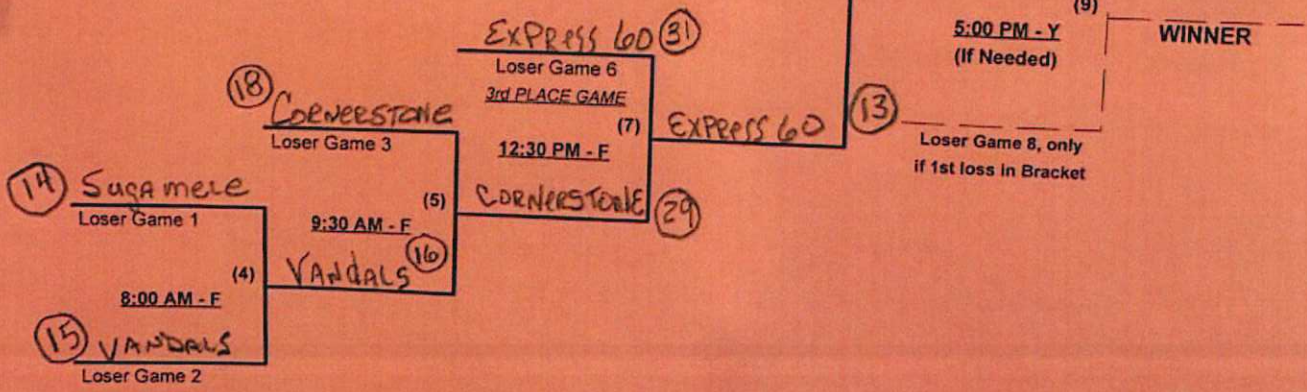 (9)
5:00 PM - Y
(If Needed)
WINNER
EXPRESS 60 31
Loser Game 6
3rd PLACE GAME
(7)
12:30 PM - F
EXPRESS 60 13
Loser Game 8, only
if 1st loss in Bracket
18 CORNERSTONE
Loser Game 3
(5)
9:30 AM - F
CORNERSTONE 29
14 Sugamele
Loser Game 1
VANDALS 16
(4)
8:00 AM - F
15 VANDALS
Loser Game 2